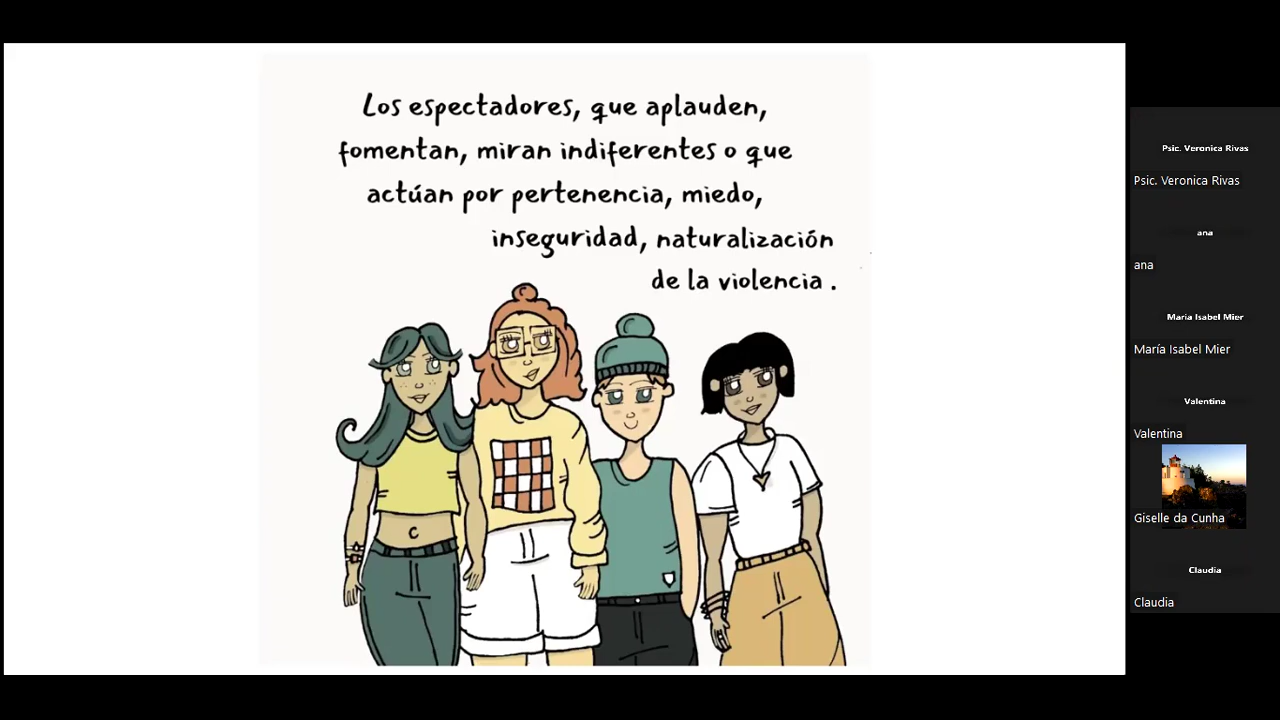 Los espectadores, que aplauden,
fomentan, miran indiferentes o que
actúan por pertenencia, miedo,
inseguridad, naturalización
de la violencia .
Psic. Veronica Rivas
Psic. Veronica Rivas
ana
ana
Maria Isabel Mier
María Isabel Mier
Valentina
Valentina
Giselle da Cunha
Claudia
Claudia